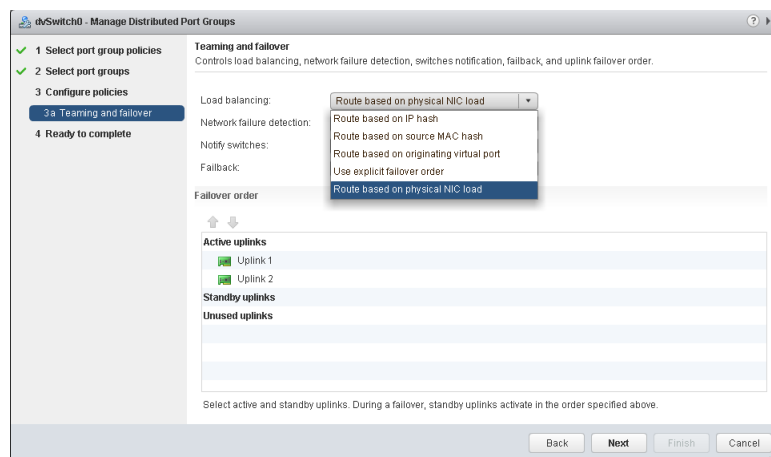 dvSwitch0 - Manage Distributed Port Groups
?
1 Select port group policies
2 Select port groups
3 Configure policies
3a Teaming and failover
4 Ready to complete
Teaming and failover
Controls load balancing, network failure detection, switches notification, failback, and uplink failover order.
Load balancing:
Route based on physical NIC load
Network failure detection:
Notify switches:
Failback:
Route based on IP hash
Route based on source MAC hash
Route based on originating virtual port
Use explicit failover order
Route based on physical NIC load
Failover order
Active uplinks
Uplink 1
Uplink 2
Standby uplinks
Unused uplinks
Select active and standby uplinks. During a failover, standby uplinks activate in the order specified above.
Back
Next
Finish
Cancel